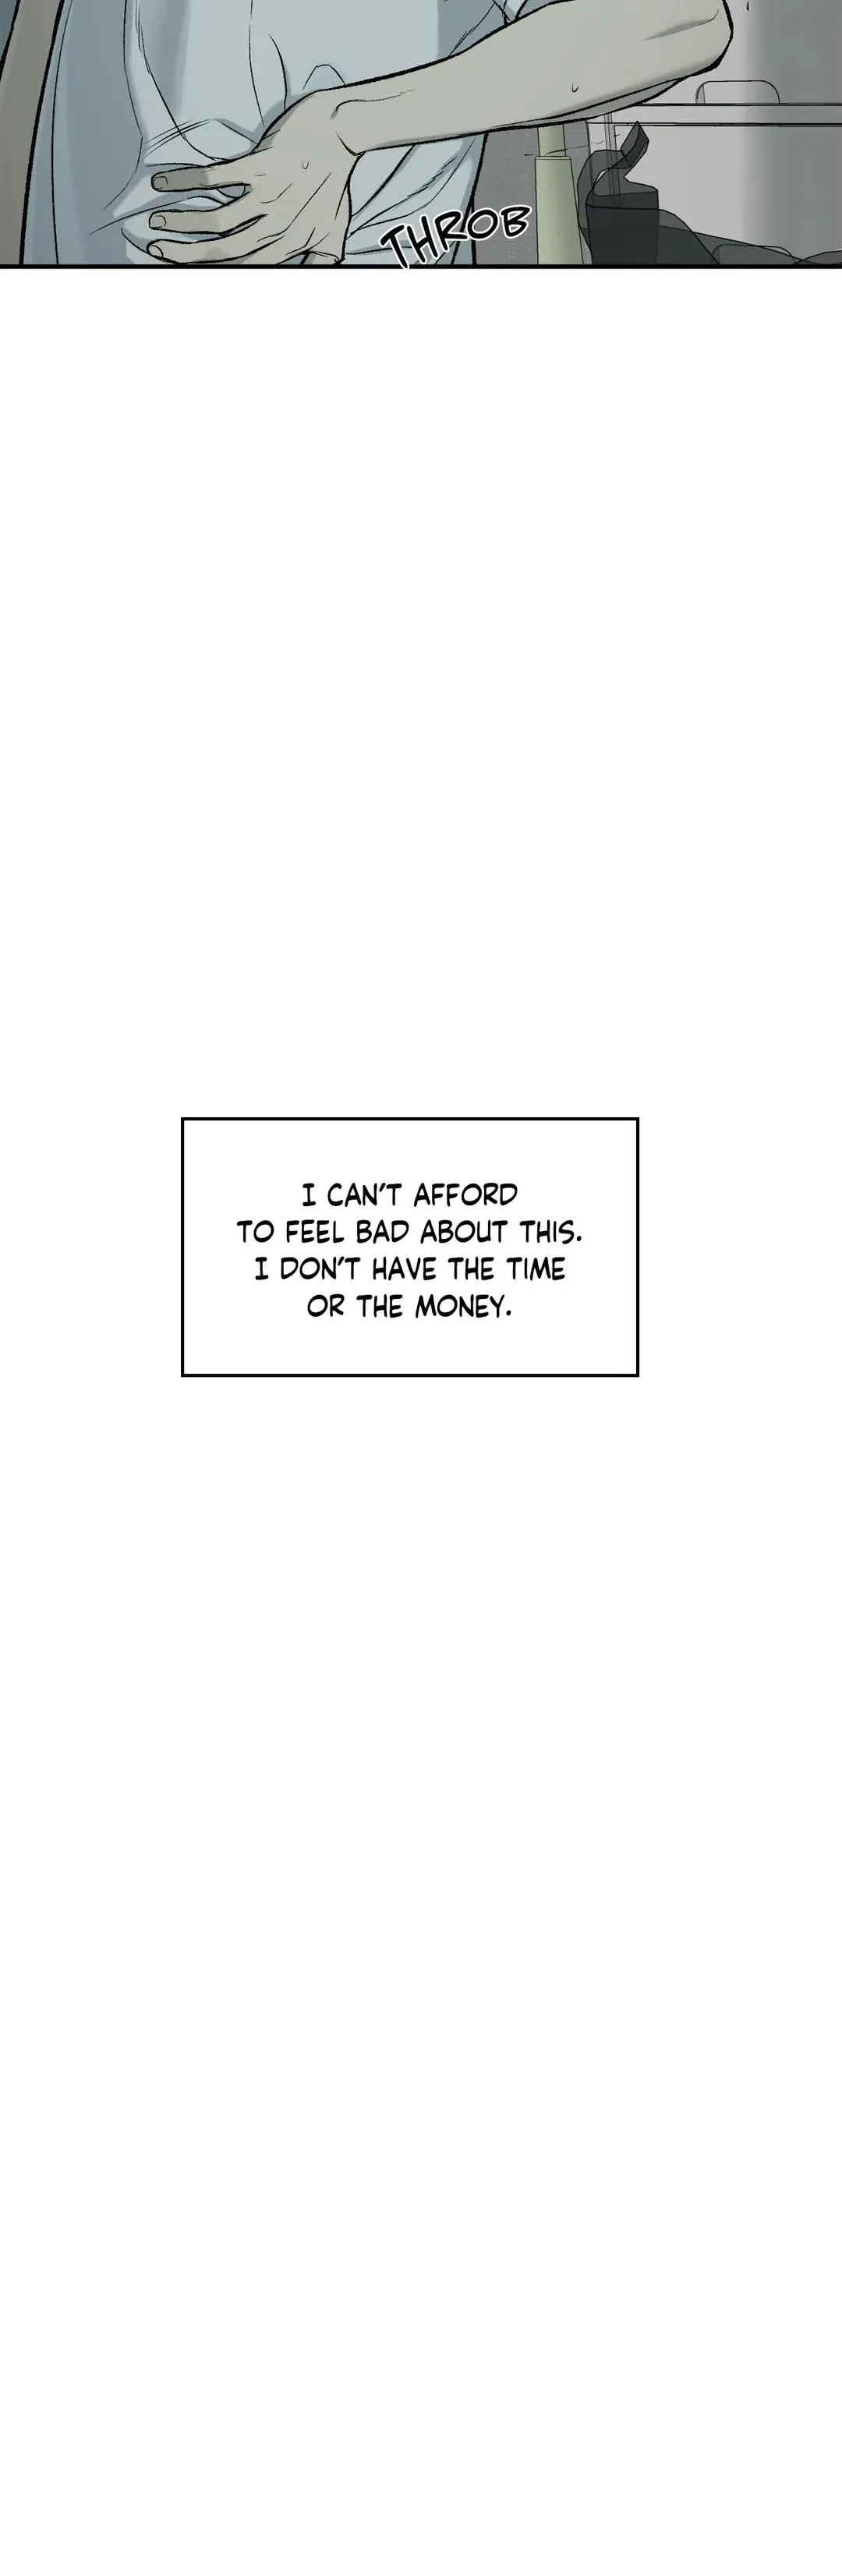 THROB
I CAN'T AFFORD
TO FEEL BAD ABOUT THIS.
I DON'T HAVE THE TIME
OR THE MONEY.